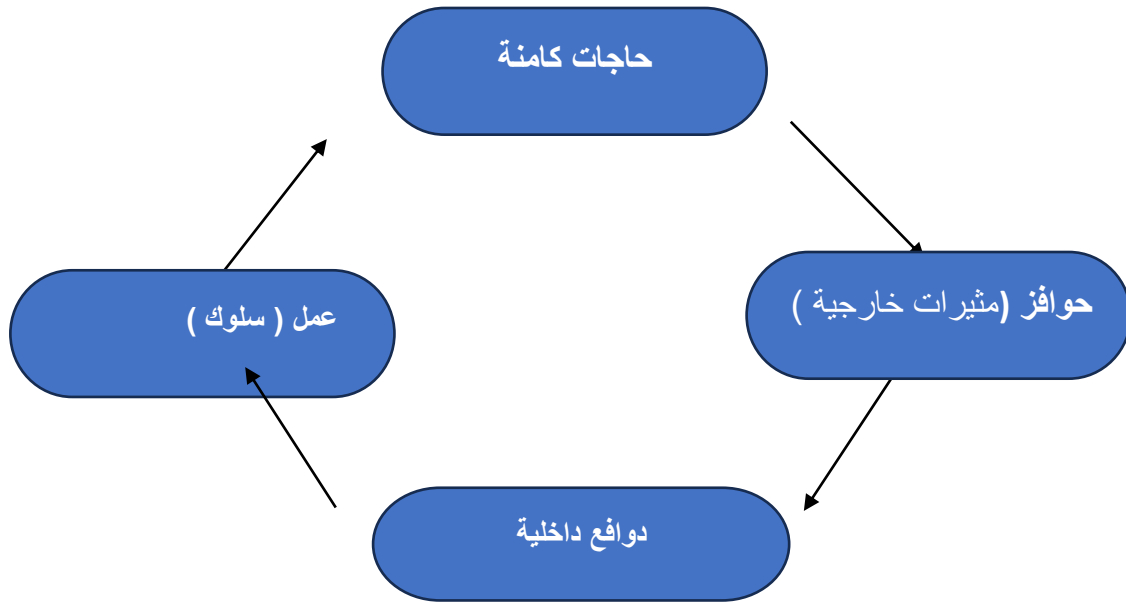 حاجات كامنة
حوافز (مثيرات خارجية )
عمل ( سلوك )
دوافع داخلية